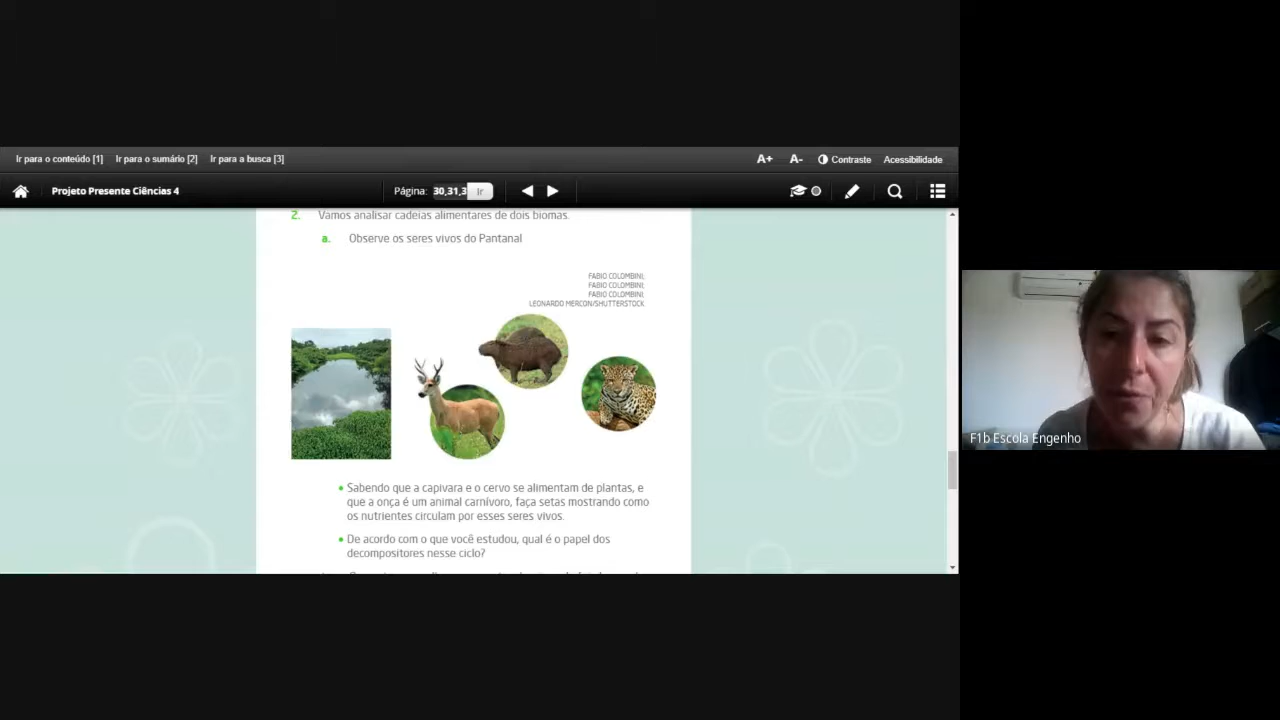 Ir para o conteúdo [1] Ir para o sumário [2] Ir para a busca [3] A+ A- Contraste Acessibilidade
Projeto Presente Ciências 4 Página: 30,31,3 Ir
2. Vamos analisar cadeias alimentares de dois biomas.
a. Observe os seres vivos do Pantanal
FABIO COLOMBINI;
FABIO COLOMBINI;
FABIO COLOMBINI;
LEONARDO MERCON/SHUTTERSTOCK
• Sabendo que a capivara e o cervo se alimentam de plantas, e
que a onça é um animal carnívoro, faça setas mostrando como
os nutrientes circulam por esses seres vivos.
• De acordo com o que você estudou, qual é o papel dos
decompositores nesse ciclo?
F1b Escola Engenho